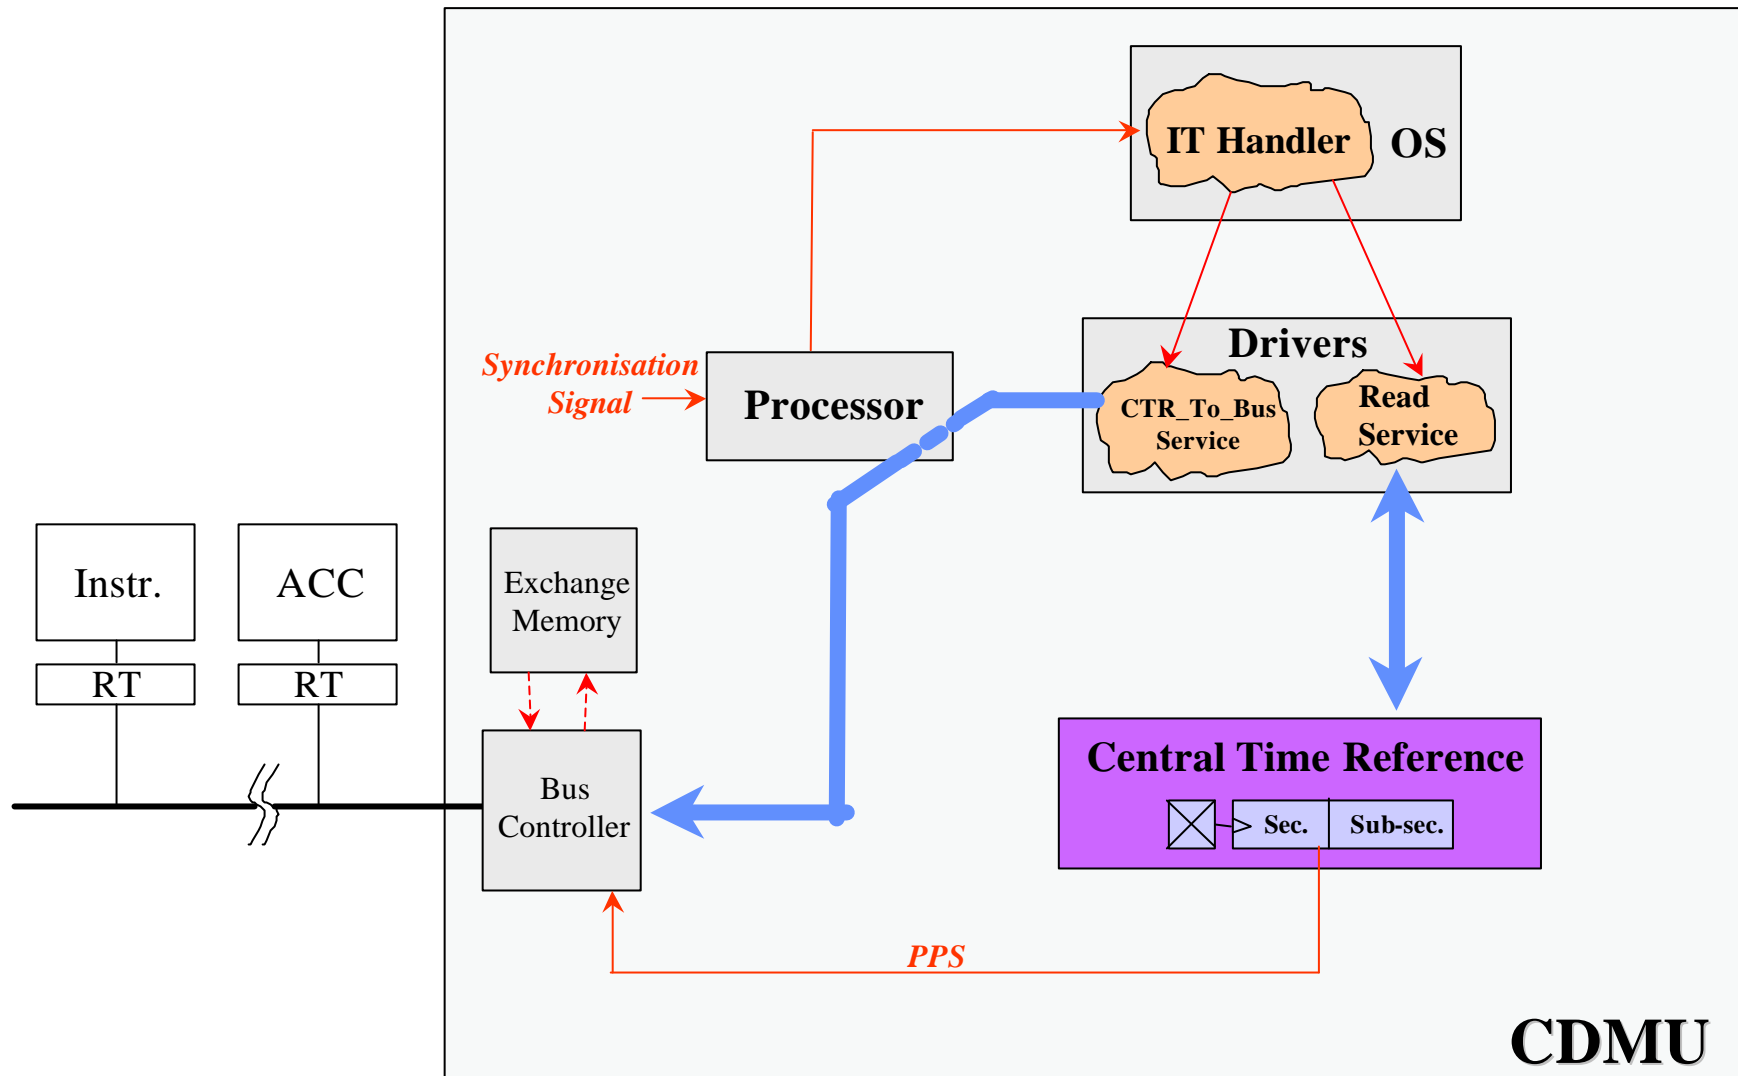 IT Handler
OS
Drivers
Synchronisation
Signal
Processor
CTR_To_Bus
Service
Read
Service
Instr.
ACC
Exchange
Memory
RT
RT
Central Time Reference
Bus
Controller
Sec.
Sub-sec.
PPS
CDMU